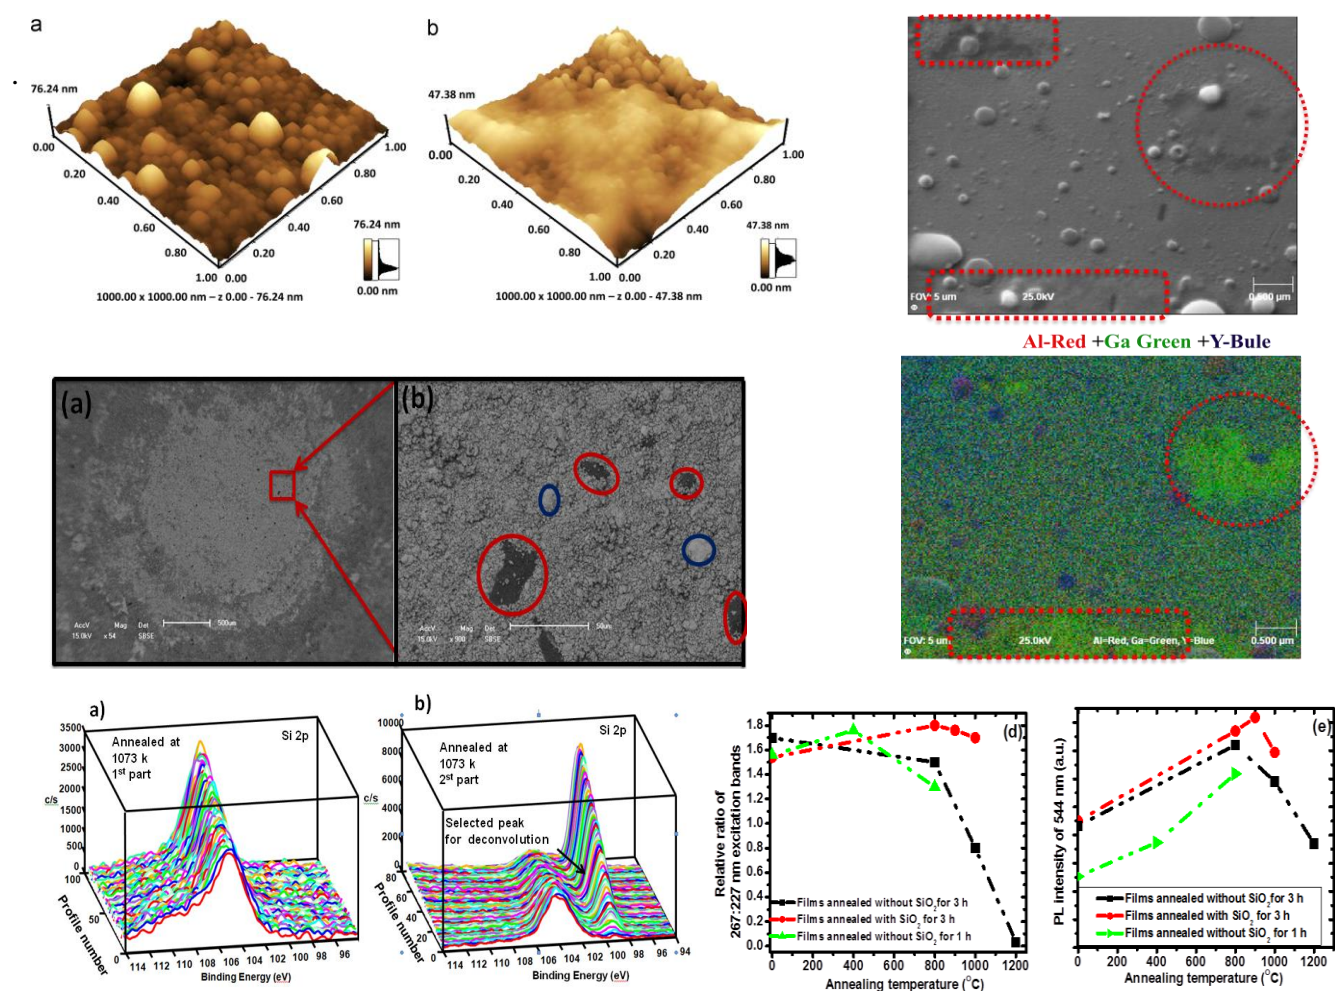 a
76.24 nm
0.00
0.20
0.40
0.60
0.80
1.00
0.00
0.20
0.40
0.60
0.80
1.00
76.24 nm
0.00 nm
1000.00 x 1000.00 nm – z 0.00 - 76.24 nm
b
47.38 nm
0.00
0.20
0.40
0.60
0.80
1.00
0.00
0.20
0.40
0.60
0.80
1.00
47.38 nm
0.00 nm
1000.00 x 1000.00 nm – z 0.00 - 47.38 nm
FOV: 5 um
25.0kV
0.500 µm
Al-Red +Ga Green +Y-Bule
FOV: 5 um
25.0kV
Al=Red, Ga=Green, Y=Blue
0.500 µm
(a)
AccV Mag Det
15.0kV x 54 SBSE
500um
(b)
AccV Mag Det
15.0kV x 900 SBSE
50um
a)
Si 2p
Annealed at
1073 k
1st part
c/s
3500
3000
2500
2000
1500
1000
500
0
c/s
100
50
0
Profile number
114 112 110 108 106 104 102 100 98 96
Binding Energy (eV)
b)
Si 2p
Annealed at
1073 k
2st part
Selected peak
for deconvolution
c/s
10000
8000
6000
4000
2000
0
80
60
40
20
0
Profile number
114 112 110 108 106 104 102 100 98 96 94
Binding Energy (eV)
(d)
Relative ratio of
267:227 nm excitation bands
1.8
1.6
1.4
1.2
1.0
0.8
0.6
0.4
0.2
0.0
Films annealed without SiO2 for 3 h
Films annealed with SiO2 for 3 h
Films annealed without SiO2 for 1 h
0 200 400 600 800 1000 1200
Annealing temperature (°C)
(e)
PL intensity of 544 nm (a.u.)
Films annealed without SiO2 for 3 h
Films annealed with SiO2 for 3 h
Films annealed without SiO2 for 1 h
0 200 400 600 800 1000 1200
Annealing temperature (°C)